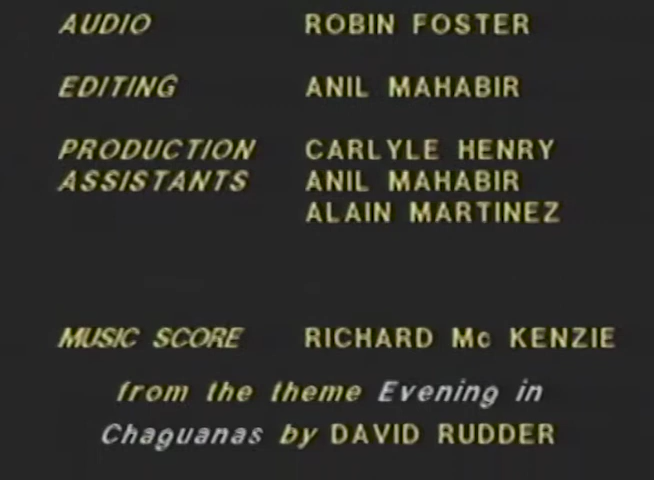 AUDIO ROBIN FOSTER
EDITING ANIL MAHABIR
PRODUCTION CARLYLE HENRY
ASSISTANTS ANIL MAHABIR
ALAIN MARTINEZ
MUSIC SCORE RICHARD Mc KENZIE
from the theme Evening in
Chaguanas by DAVID RUDDER